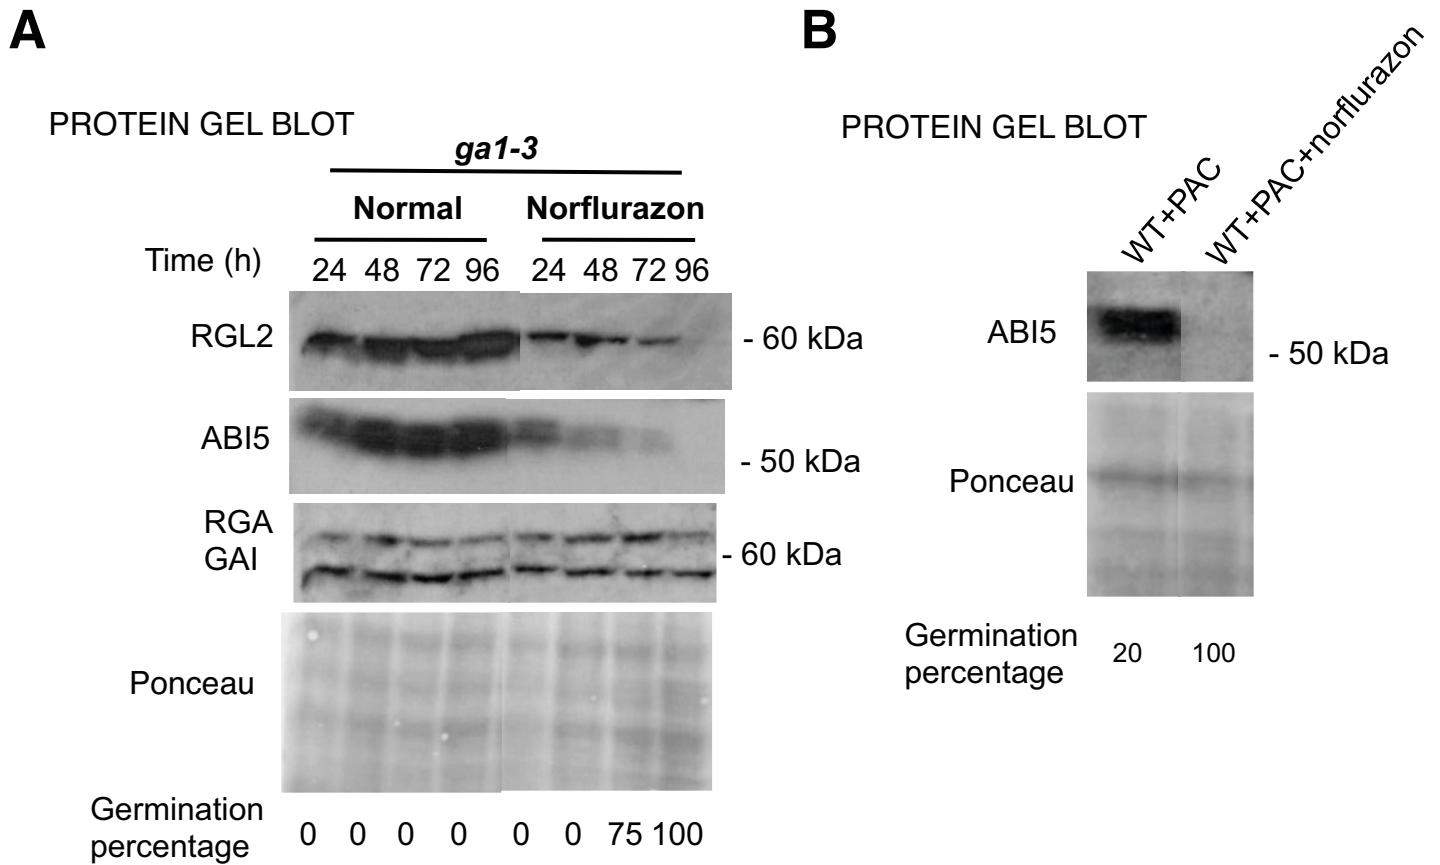 A
PROTEIN GEL BLOT
ga1-3
Normal Norflurazon
Time (h) 24 48 72 96 24 48 72 96
RGL2 - 60 kDa
ABI5 - 50 kDa
RGA
GAI - 60 kDa
Ponceau
Germination
percentage 0 0 0 0 0 0 75 100
B
PROTEIN GEL BLOT
WT+PAC
WT+PAC+norflurazon
ABI5 - 50 kDa
Ponceau
Germination
percentage 20 100